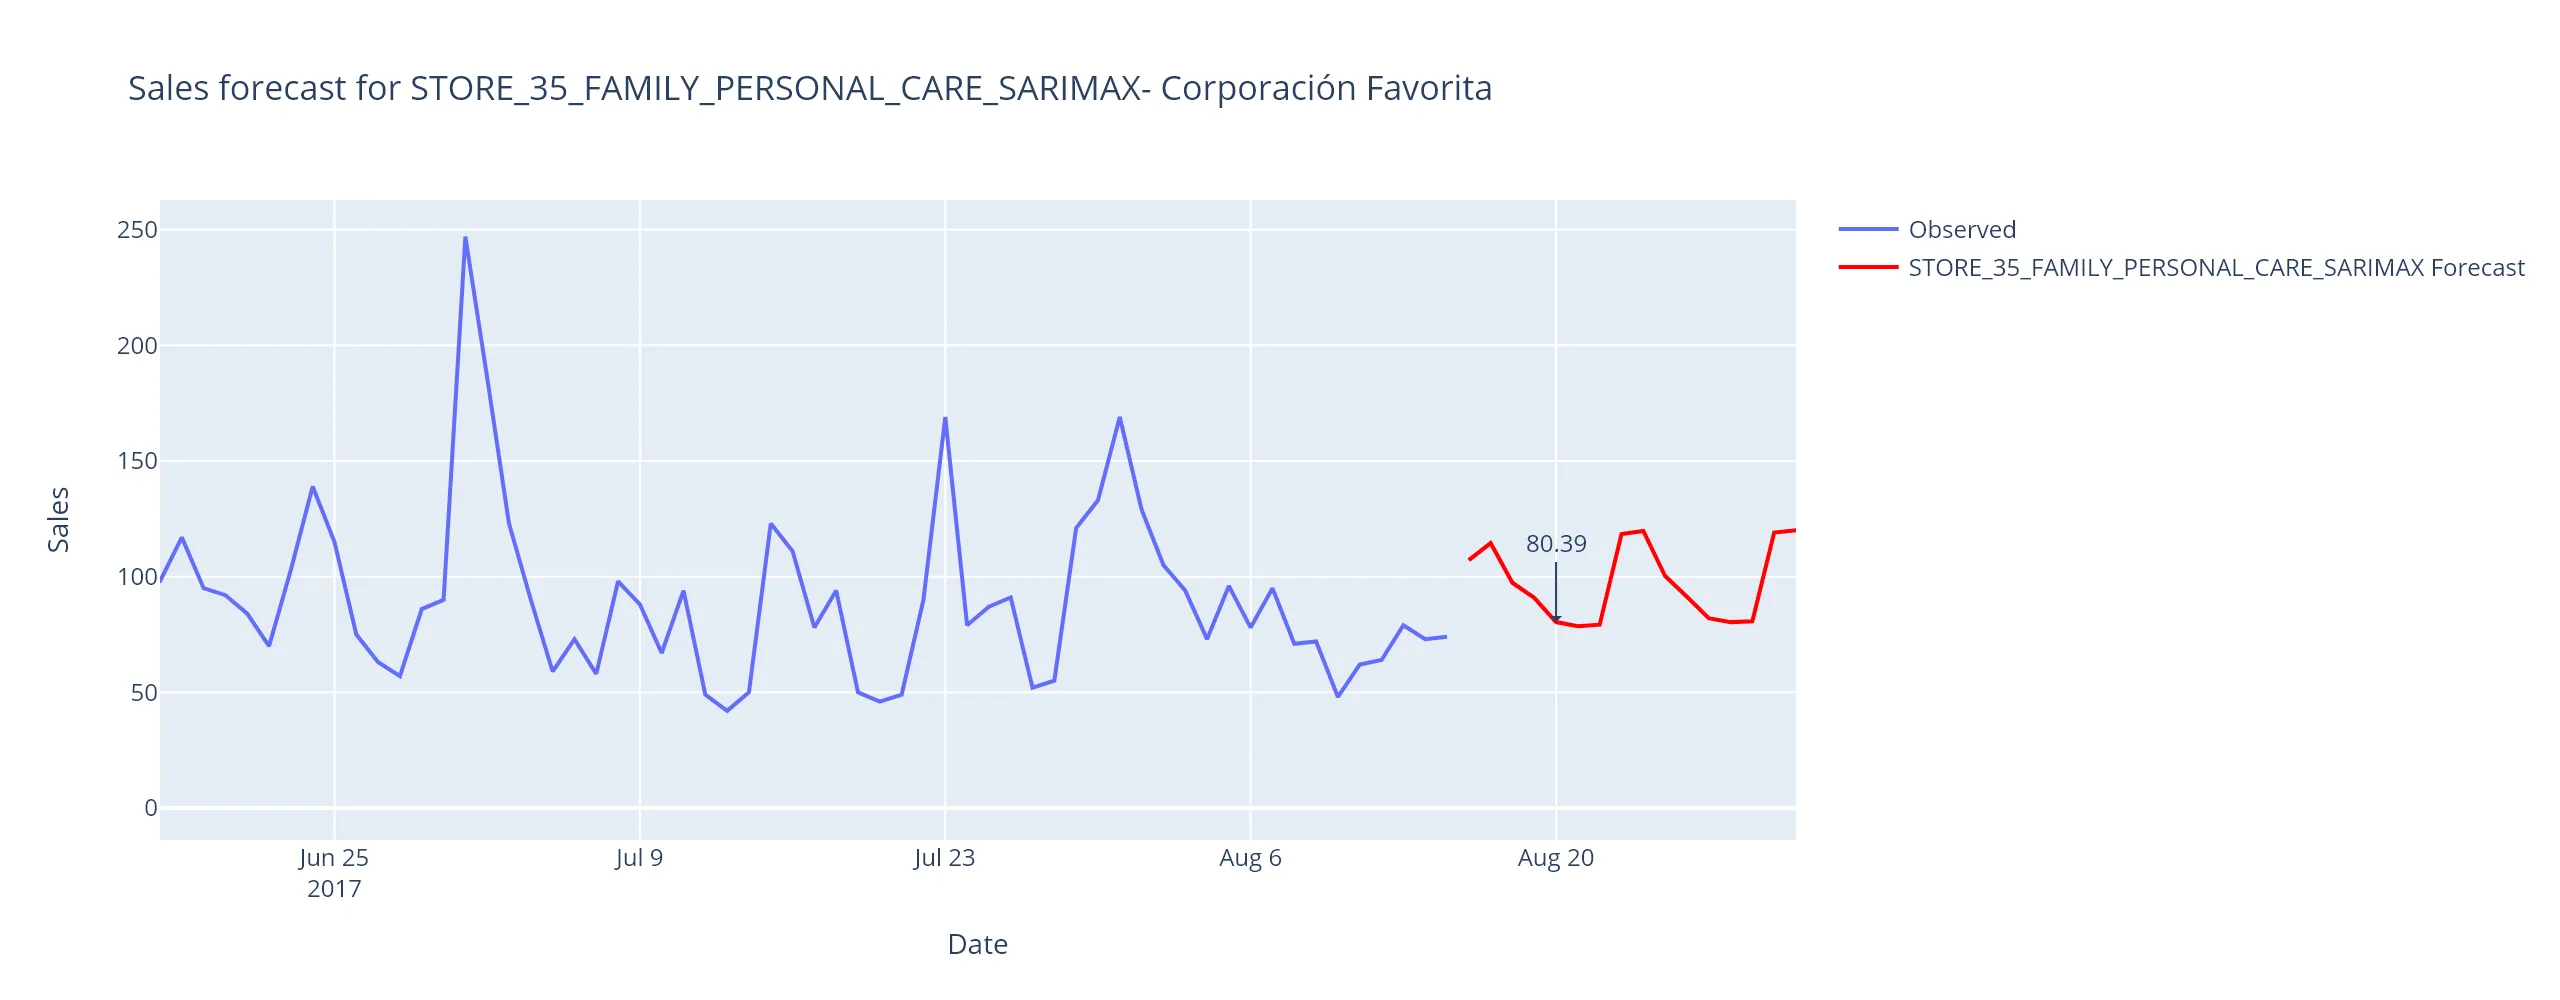 Sales forecast for STORE_35_FAMILY_PERSONAL_CARE_SARIMAX- Corporación Favorita
Observed
STORE_35_FAMILY_PERSONAL_CARE_SARIMAX Forecast
250
200
150
100
50
0
Sales
80.39
Jun 25
2017
Jul 9
Jul 23
Aug 6
Aug 20
Date